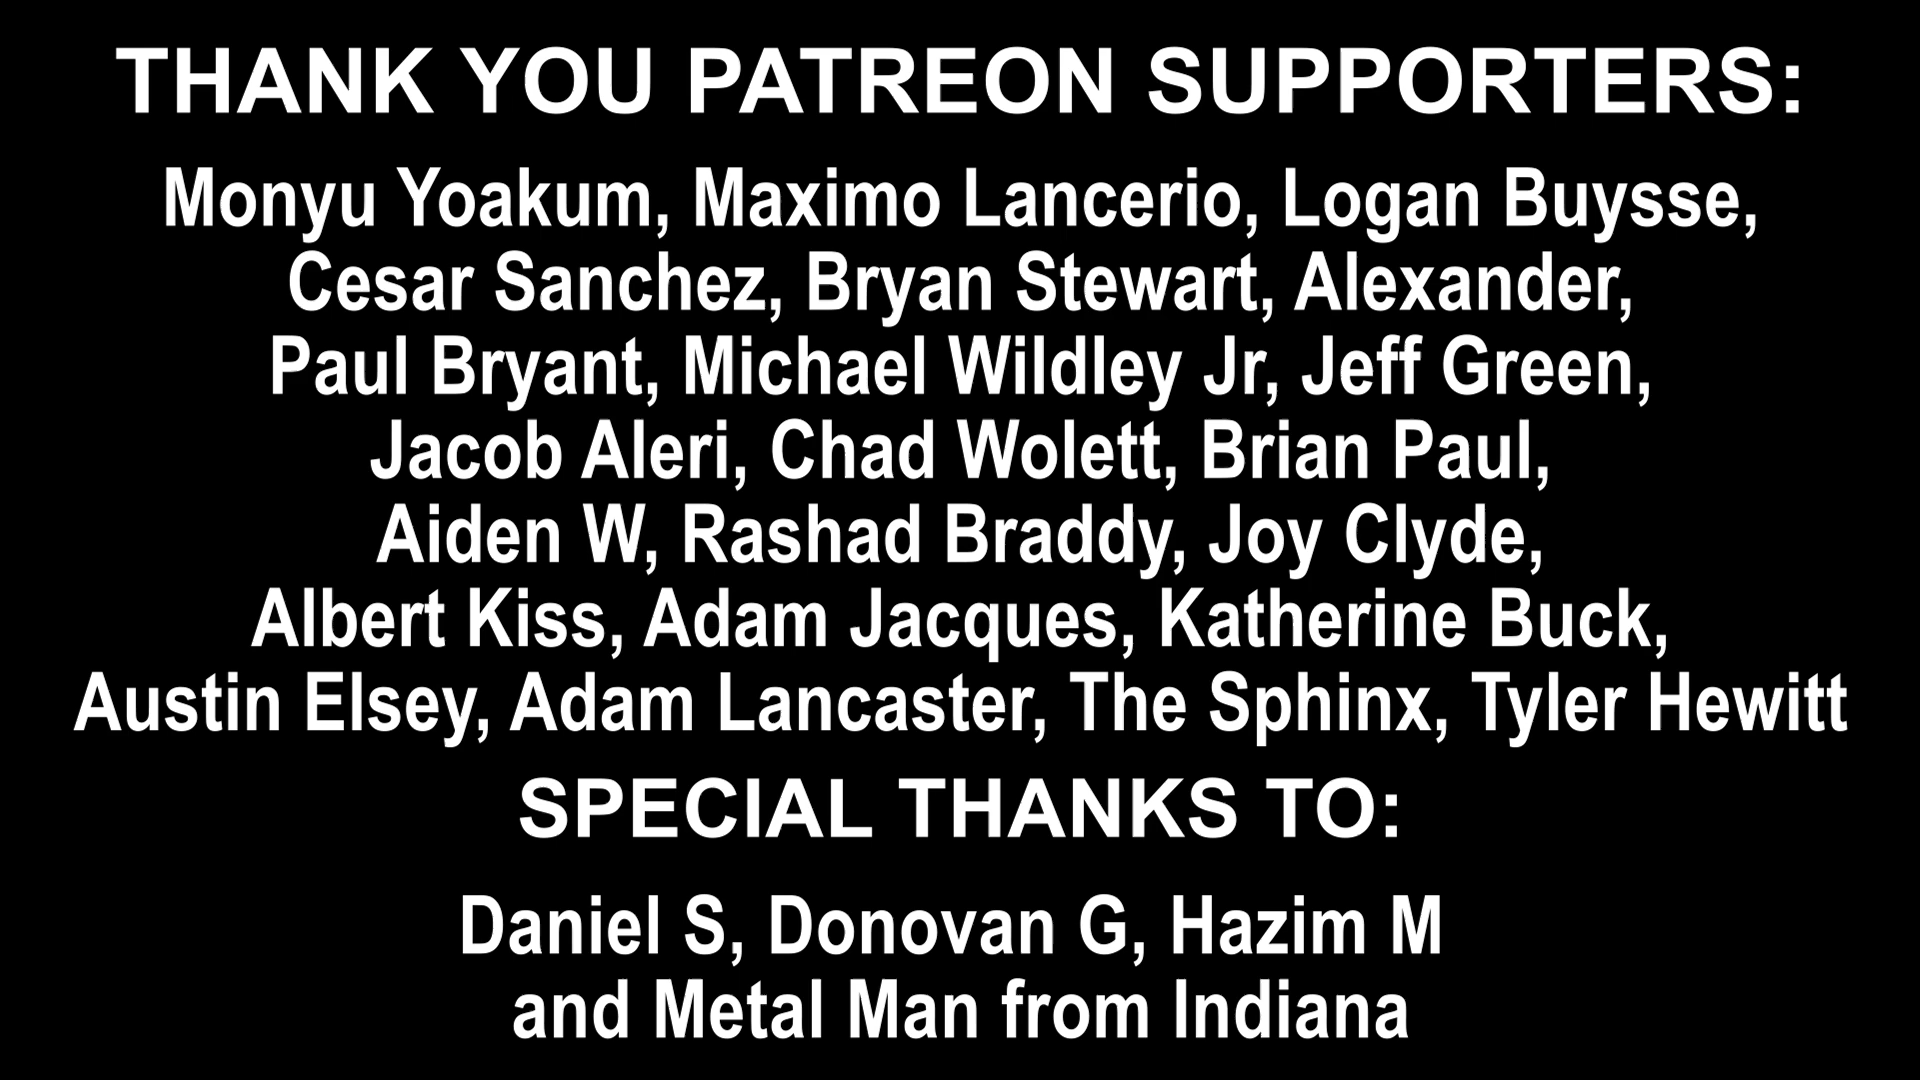 THANK YOU PATREON SUPPORTERS:
Monyu Yoakum, Maximo Lancerio, Logan Buysse,
Cesar Sanchez, Bryan Stewart, Alexander,
Paul Bryant, Michael Wildley Jr, Jeff Green,
Jacob Aleri, Chad Wolett, Brian Paul,
Aiden W, Rashad Braddy, Joy Clyde,
Albert Kiss, Adam Jacques, Katherine Buck,
Austin Elsey, Adam Lancaster, The Sphinx, Tyler Hewitt
SPECIAL THANKS TO:
Daniel S, Donovan G, Hazim M
and Metal Man from Indiana